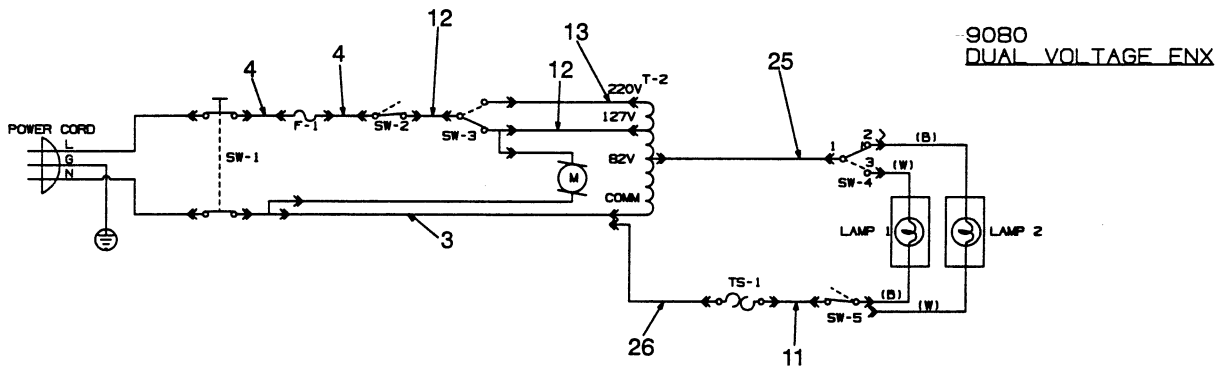 9080
DUAL VOLTAGE ENX
12
13
4
4
12
25
220V
T-2
127V
F-1
SW-2
SW-3
POWER CORD
L
G
N
SW-1
82V
M
COMM
1
2
3
(B)
(W)
SW-4
LAMP 1
LAMP 2
3
TS-1
(B)
(W)
SW-5
26
11